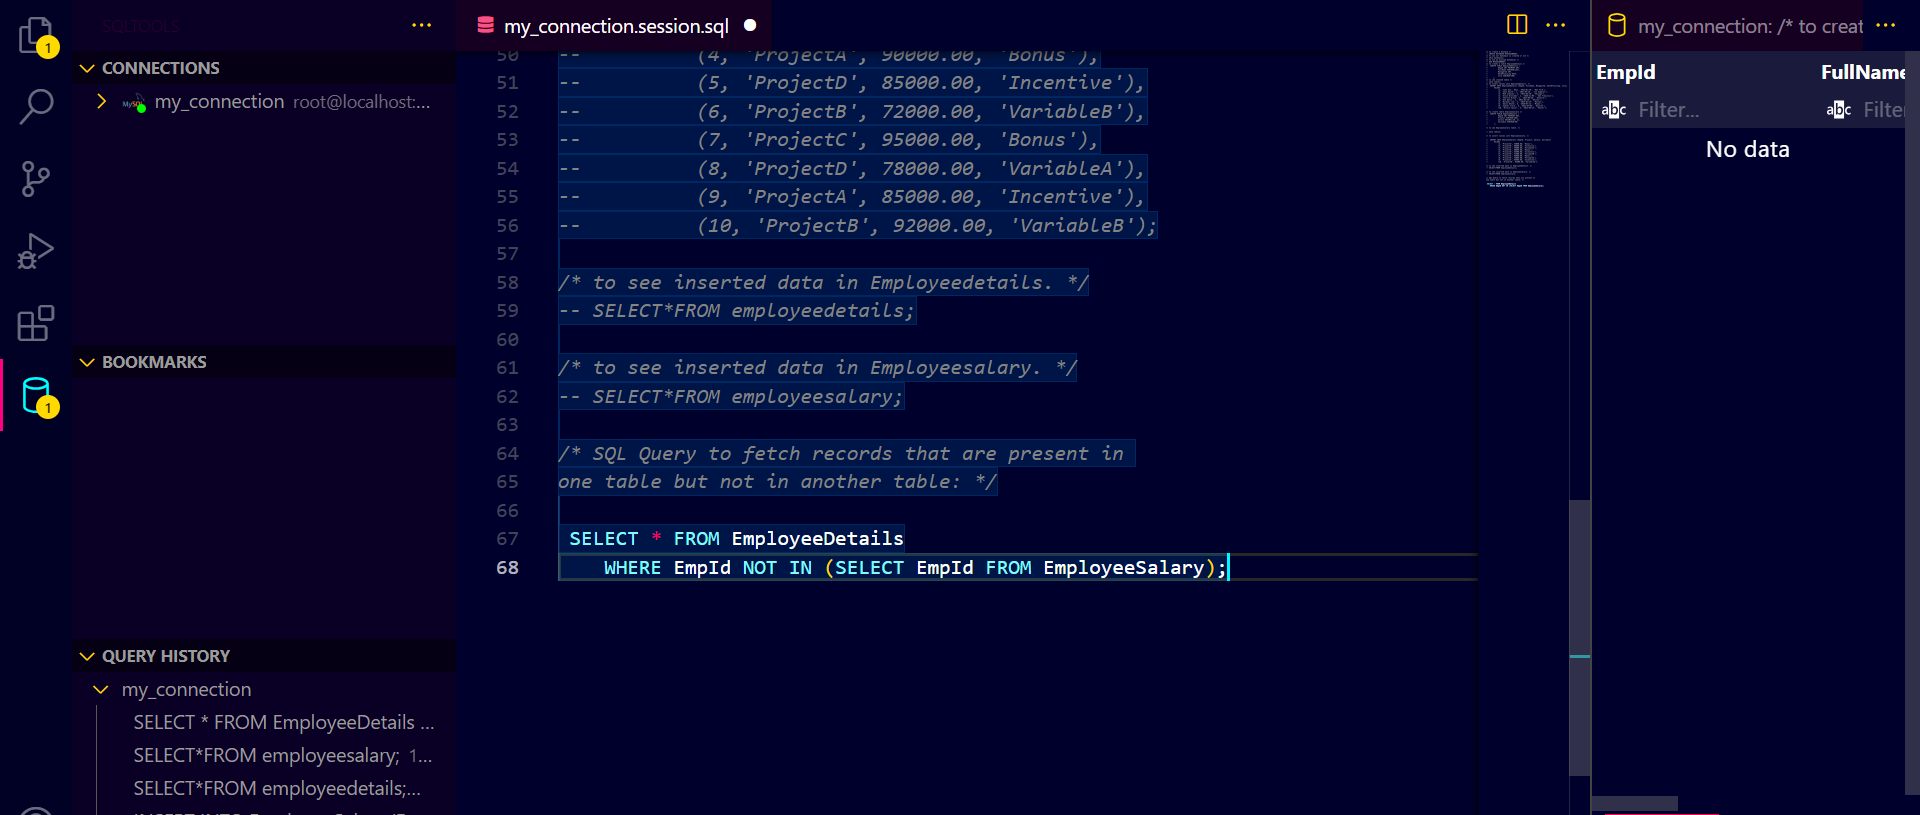 SQLTOOLS
CONNECTIONS
my_connection root@localhost:...
BOOKMARKS
QUERY HISTORY
my_connection
SELECT * FROM EmployeeDetails ...
SELECT*FROM employeesalary; 1...
SELECT*FROM employeedetails;...
1
1
my_connection.session.sql
50 -- (4, 'ProjectA', 90000.00, 'Bonus'),
51 -- (5, 'ProjectD', 85000.00, 'Incentive'),
52 -- (6, 'ProjectB', 72000.00, 'VariableB'),
53 -- (7, 'ProjectC', 95000.00, 'Bonus'),
54 -- (8, 'ProjectD', 78000.00, 'VariableA'),
55 -- (9, 'ProjectA', 85000.00, 'Incentive'),
56 -- (10, 'ProjectB', 92000.00, 'VariableB');
57
58 /* to see inserted data in Employeedetails. */
59 -- SELECT*FROM employeedetails;
60
61 /* to see inserted data in Employeesalary. */
62 -- SELECT*FROM employeesalary;
63
64 /* SQL Query to fetch records that are present in
65 one table but not in another table: */
66
67 SELECT * FROM EmployeeDetails
68 WHERE EmpId NOT IN (SELECT EmpId FROM EmployeeSalary);
my_connection: /* to creat
EmpId FullName
abc Filter... abc Filte
No data